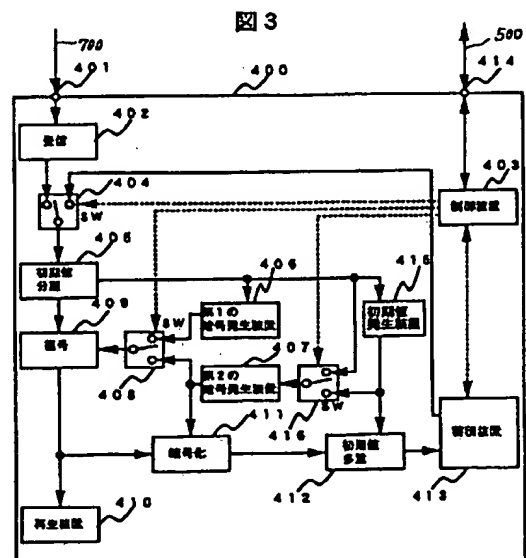 図3
700
500
401
414
400
402
受信
403
404
SW
制御装置
405
初期値
分離
406
415
409
第1の
暗号発生装置
初期値
発生装置
復号
SW
407
第2の
暗号発生装置
408
411
416
SW
暗号化
初期値
多重
蓄積装置
410
412
413
再生装置